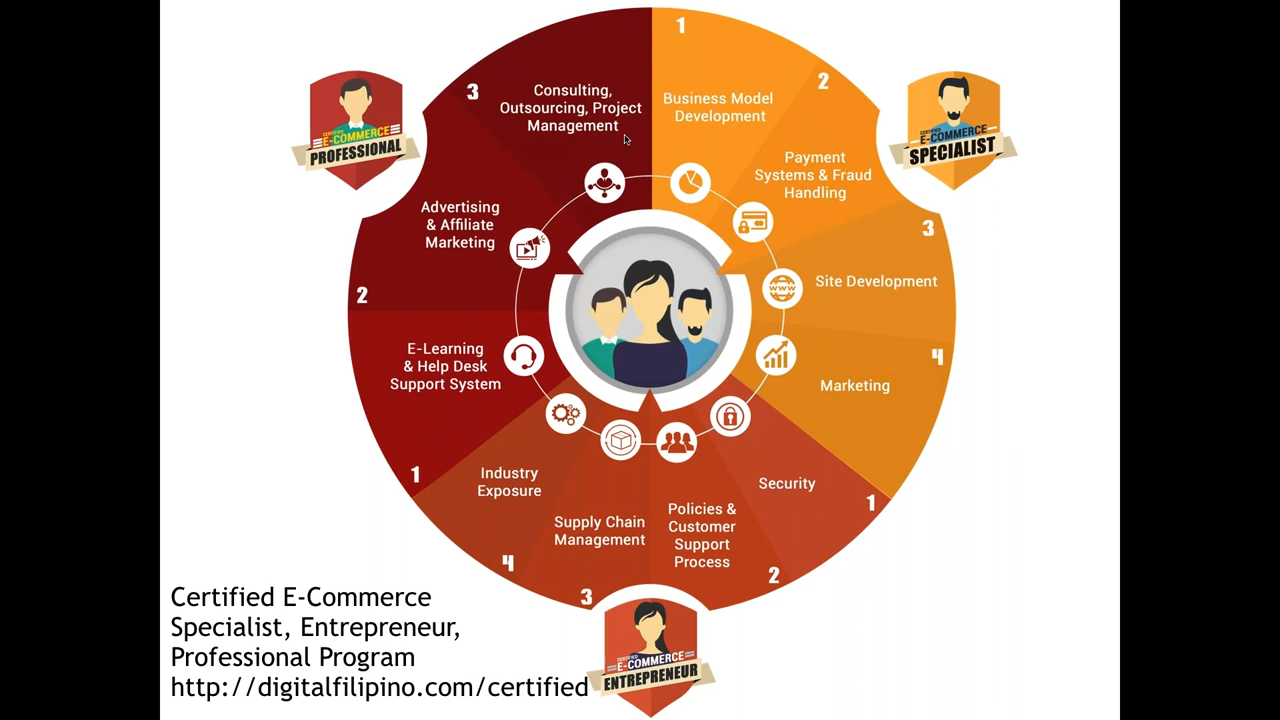 1
Business Model
Development
2
Payment
Systems & Fraud
Handling
3
Site Development
4
Marketing
CERTIFIED
E-COMMERCE
SPECIALIST
1
Security
2
Policies &
Customer
Support
Process
3
Supply Chain
Management
4
Industry
Exposure
CERTIFIED
E-COMMERCE
ENTREPRENEUR
1
E-Learning
& Help Desk
Support System
2
Advertising
& Affiliate
Marketing
3
Consulting,
Outsourcing, Project
Management
CERTIFIED
E-COMMERCE
PROFESSIONAL
WWW
Certified E-Commerce
Specialist, Entrepreneur,
Professional Program
http://digitalfilipino.com/certified